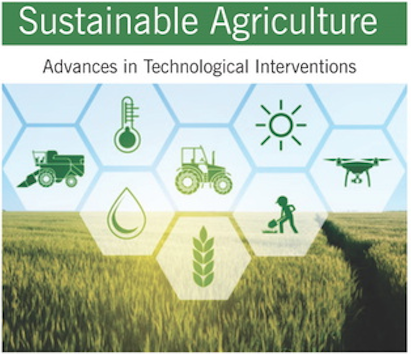 Sustainable Agriculture
Advances in Technological Interventions